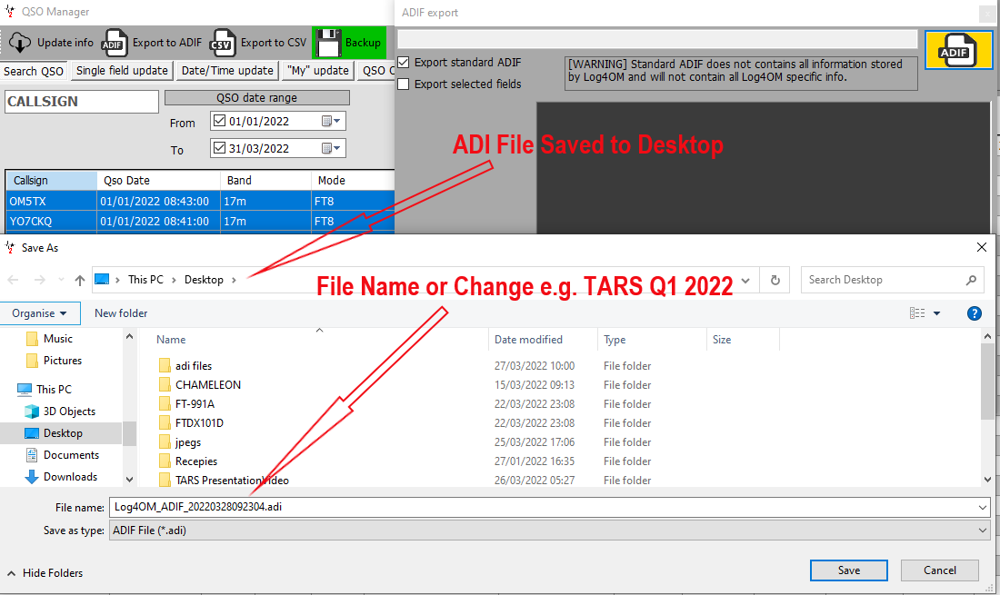 QSO Manager
Update info
ADIF
Export to ADIF
CSV
Export to CSV
Backup
Search QSO
Single field update
Date/Time update
"My" update
QSO C
CALLSIGN
QSO date range
From
01/01/2022
To
31/03/2022
Callsign Qso Date Band Mode
OM5TX 01/01/2022 08:43:00 17m FT8
YO7CKQ 01/01/2022 08:41:00 17m FT8
ADIF export
Export standard ADIF
Export selected fields
[WARNING] Standard ADIF does not contains all information stored
by Log4OM and will not contain all Log4OM specific info.
ADIF
ADI File Saved to Desktop
Save As
This PC > Desktop >
Search Desktop
File Name or Change e.g. TARS Q1 2022
Organise
New folder
?
Music
Pictures
This PC
3D Objects
Desktop
Documents
Downloads
Name Date modified Type Size
adi files 27/03/2022 10:00 File folder
CHAMELEON 15/03/2022 09:13 File folder
FT-991A 22/03/2022 23:08 File folder
FTDX101D 22/03/2022 23:08 File folder
jpegs 25/03/2022 17:06 File folder
Recepies 27/01/2022 16:35 File folder
TARS PresentationVideo 26/03/2022 05:27 File folder
File name: Log4OM_ADIF_20220328092304.adi
Save as type: ADIF File (*.adi)
Hide Folders
Save
Cancel